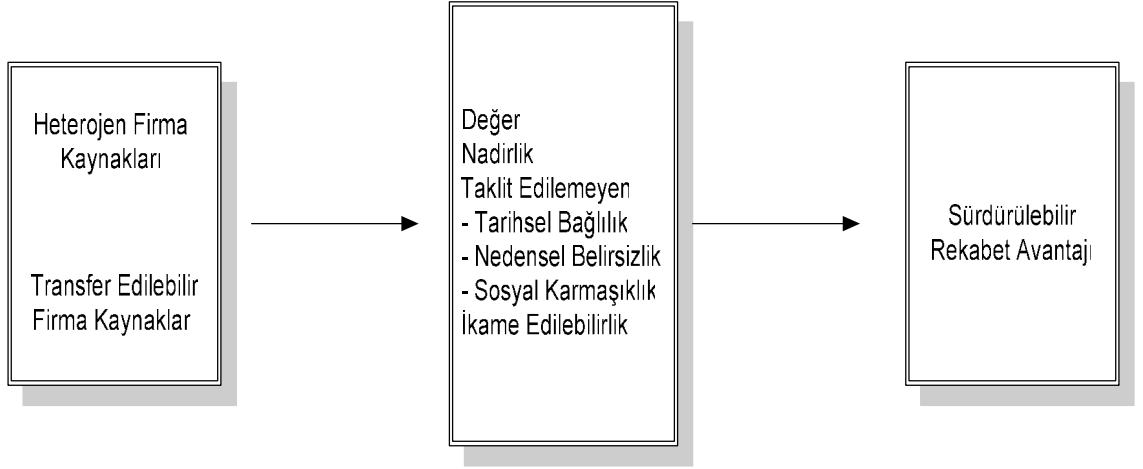 Heterojen Firma
Kaynakları
Transfer Edilebilir
Firma Kaynaklar
Değer
Nadirlik
Taklit Edilemeyen
- Tarihsel Bağlılık
- Nedensel Belirsizlik
- Sosyal Karmaşıklık
İkame Edilebilirlik
Sürdürülebilir
Rekabet Avantajı